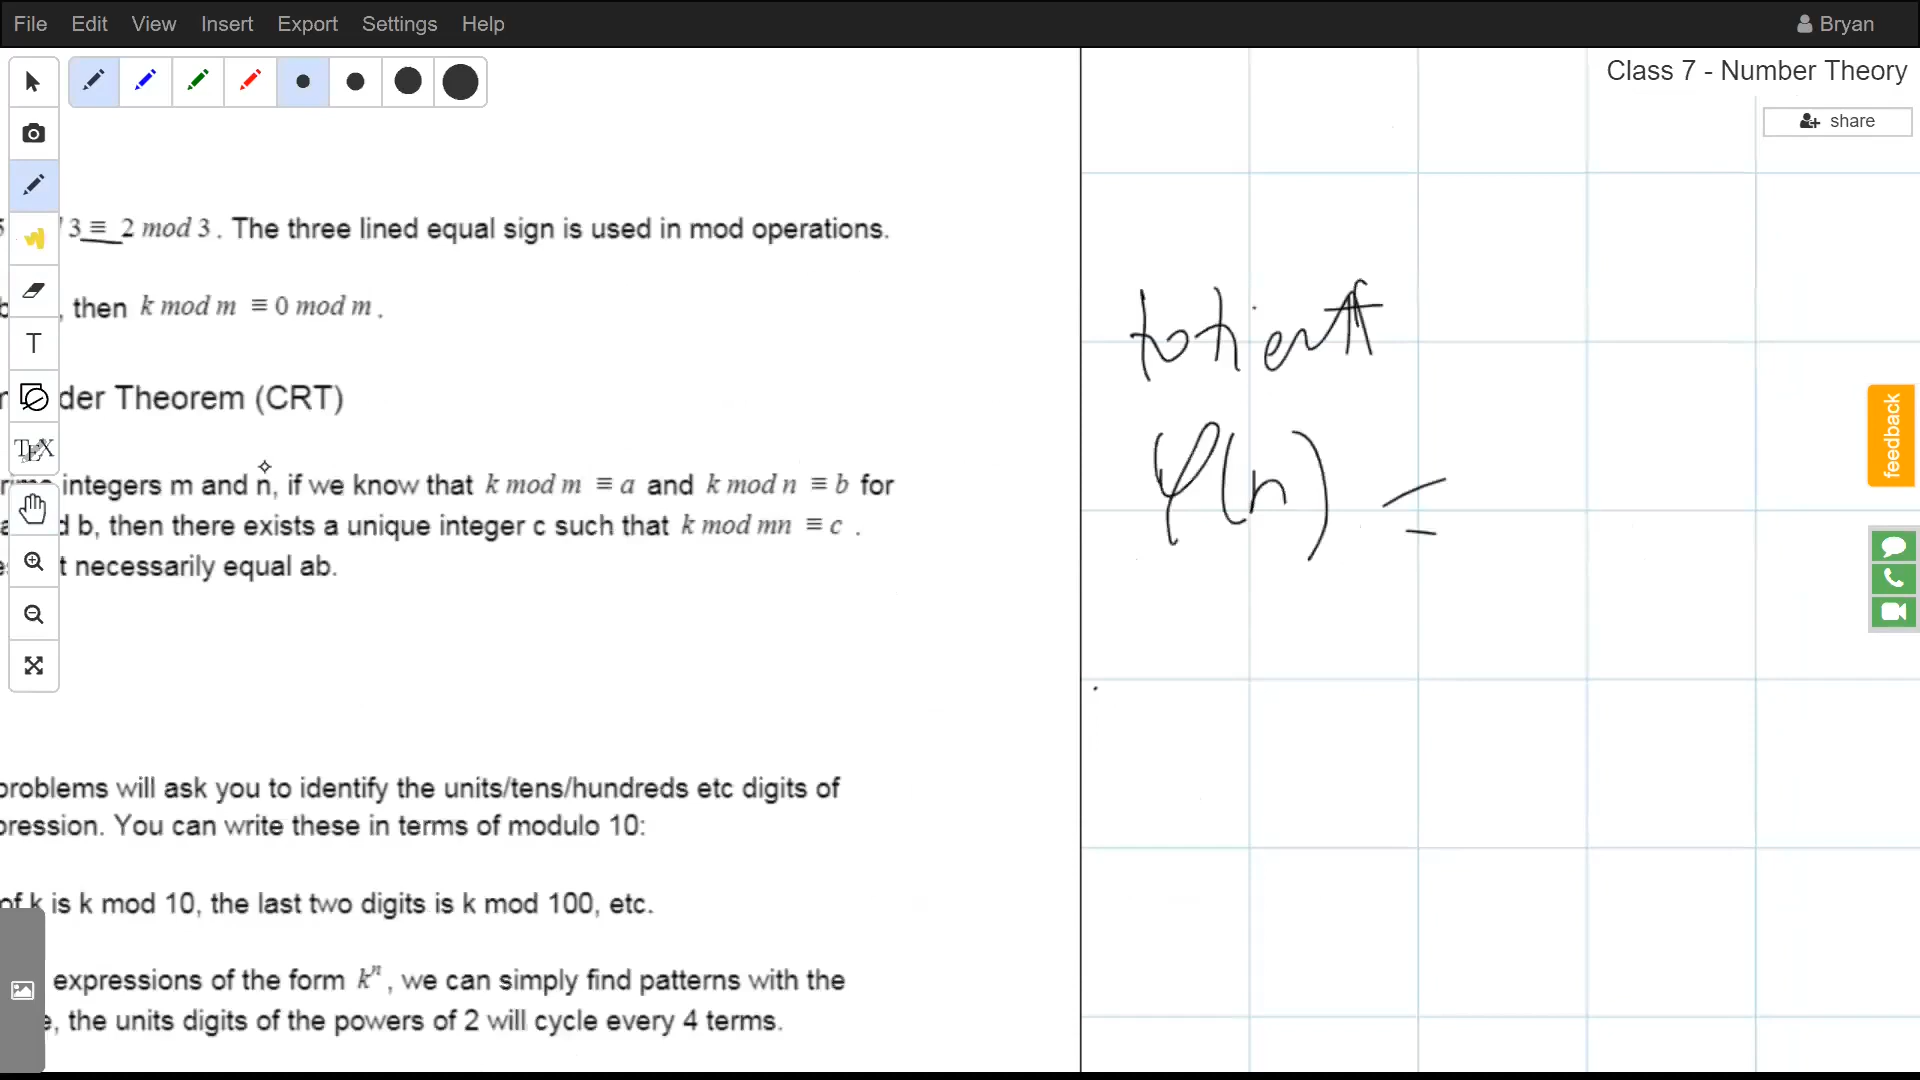 File Edit View Insert Export Settings Help Bryan
Class 7 - Number Theory
share
3 ≡ 2 mod 3. The three lined equal sign is used in mod operations.
, then k mod m ≡ 0 mod m.
der Theorem (CRT)
integers m and n, if we know that k mod m ≡ a and k mod n ≡ b for
d b, then there exists a unique integer c such that k mod mn ≡ c.
t necessarily equal ab.
problems will ask you to identify the units/tens/hundreds etc digits of
pression. You can write these in terms of modulo 10:
of k is k mod 10, the last two digits is k mod 100, etc.
expressions of the form kⁿ, we can simply find patterns with the
e, the units digits of the powers of 2 will cycle every 4 terms.
totient
φ(n) =
T
TEX
feedback